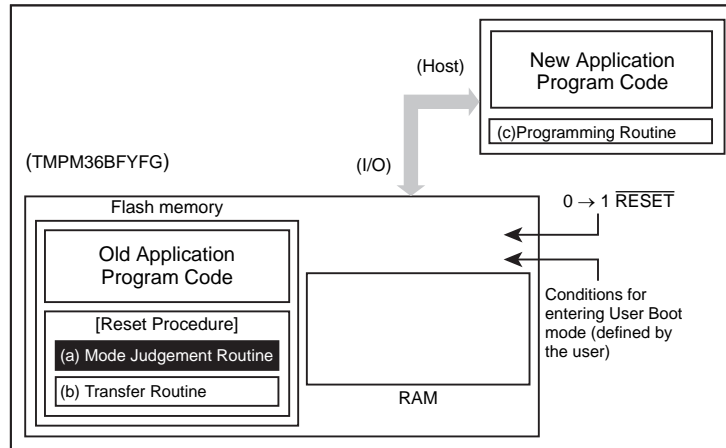 (Host)
New Application
Program Code
(c)Programming Routine
(TMPM36BFYFG)
(I/O)
Flash memory
0 → 1 RESET
Old Application
Program Code
[Reset Procedure]
(a) Mode Judgement Routine
(b) Transfer Routine
RAM
Conditions for
entering User Boot
mode (defined by
the user)